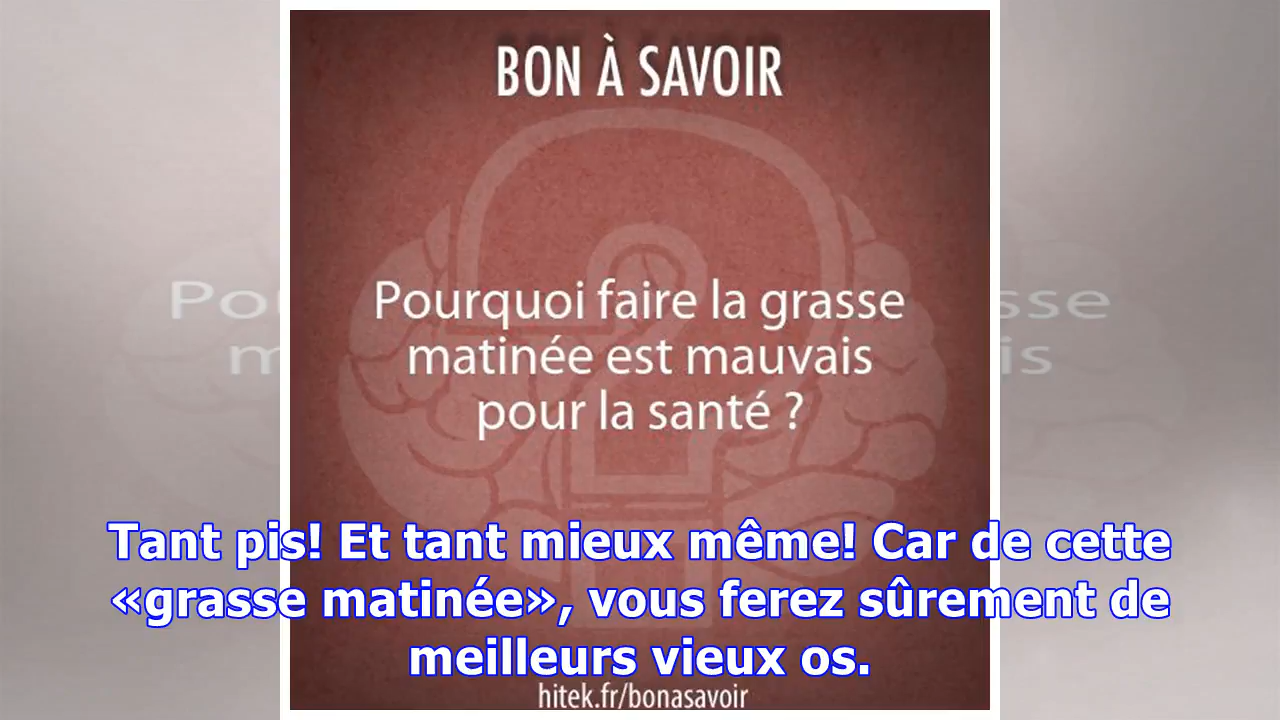 BON À SAVOIR
Pourquoi faire la grasse
matinée est mauvais
pour la santé ?
Tant pis! Et tant mieux même! Car de cette
«grasse matinée», vous ferez sûrement de
meilleurs vieux os.
hitek.fr/bonasavoir